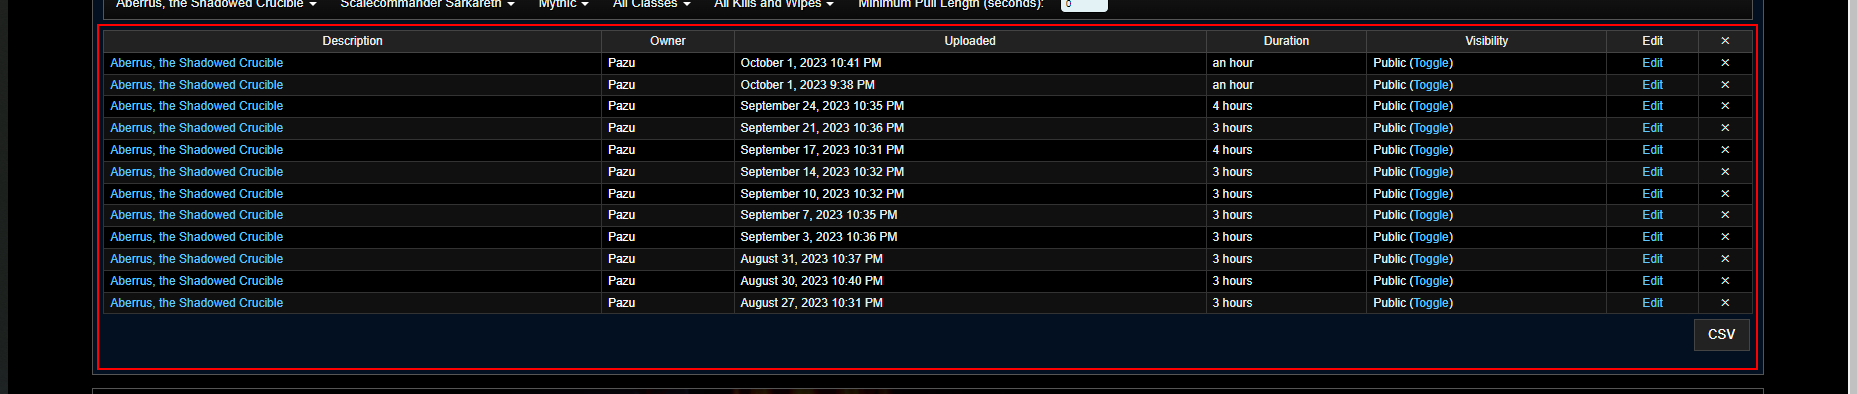 Aberrus, the Shadowed Crucible Scalecommander Sarkareth Mythic All Classes All Kills and Wipes Minimum Pull Length (seconds): 0
Description Owner Uploaded Duration Visibility Edit ×
Aberrus, the Shadowed Crucible Pazu October 1, 2023 10:41 PM an hour Public (Toggle) Edit ×
Aberrus, the Shadowed Crucible Pazu October 1, 2023 9:38 PM an hour Public (Toggle) Edit ×
Aberrus, the Shadowed Crucible Pazu September 24, 2023 10:35 PM 4 hours Public (Toggle) Edit ×
Aberrus, the Shadowed Crucible Pazu September 21, 2023 10:36 PM 3 hours Public (Toggle) Edit ×
Aberrus, the Shadowed Crucible Pazu September 17, 2023 10:31 PM 4 hours Public (Toggle) Edit ×
Aberrus, the Shadowed Crucible Pazu September 14, 2023 10:32 PM 3 hours Public (Toggle) Edit ×
Aberrus, the Shadowed Crucible Pazu September 10, 2023 10:32 PM 3 hours Public (Toggle) Edit ×
Aberrus, the Shadowed Crucible Pazu September 7, 2023 10:35 PM 3 hours Public (Toggle) Edit ×
Aberrus, the Shadowed Crucible Pazu September 3, 2023 10:36 PM 3 hours Public (Toggle) Edit ×
Aberrus, the Shadowed Crucible Pazu August 31, 2023 10:37 PM 3 hours Public (Toggle) Edit ×
Aberrus, the Shadowed Crucible Pazu August 30, 2023 10:40 PM 3 hours Public (Toggle) Edit ×
Aberrus, the Shadowed Crucible Pazu August 27, 2023 10:31 PM 3 hours Public (Toggle) Edit ×
CSV